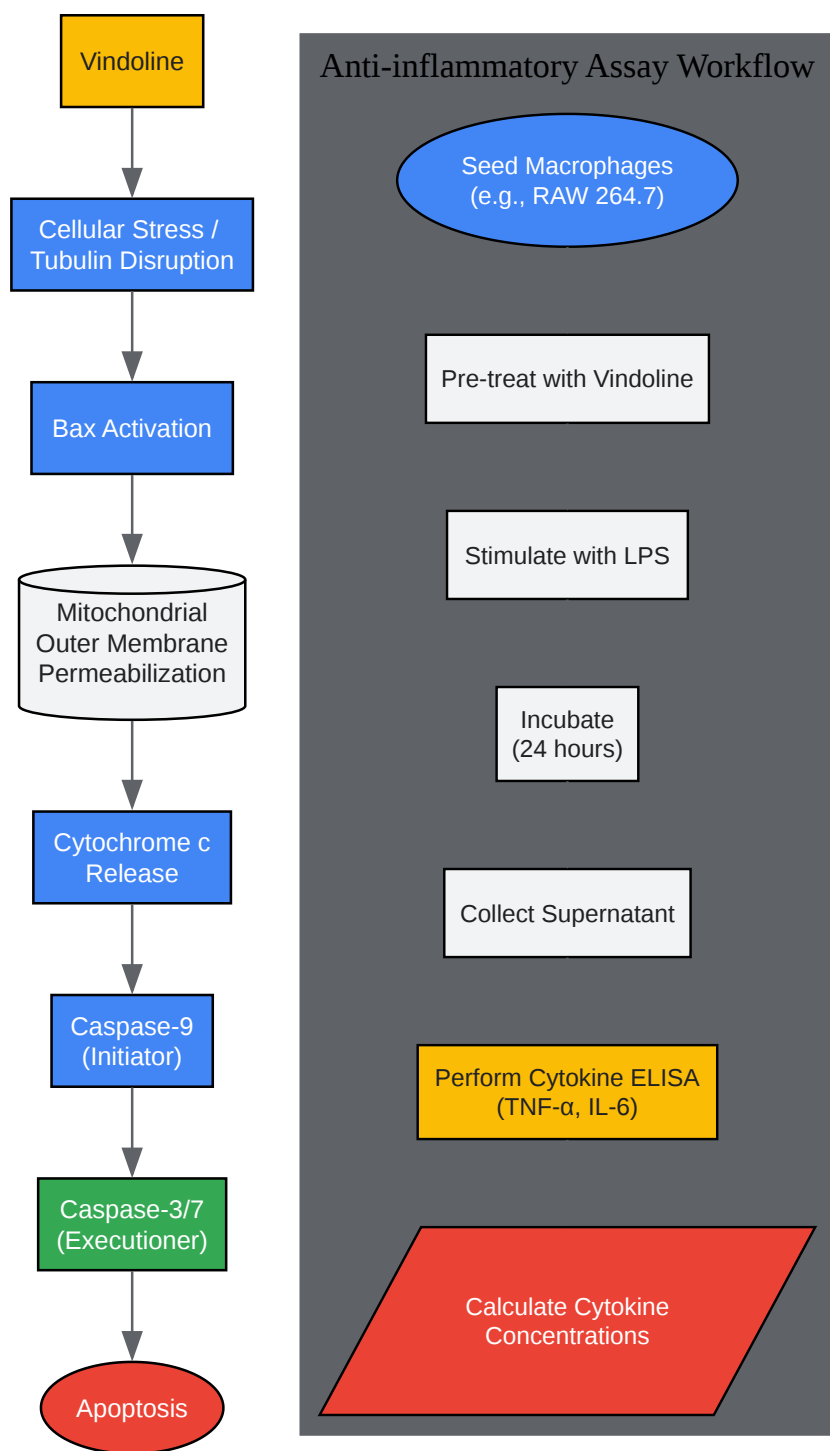 Vindoline
Cellular Stress /
Tubulin Disruption
Bax Activation
Mitochondrial
Outer Membrane
Permeabilization
Cytochrome c
Release
Caspase-9
(Initiator)
Caspase-3/7
(Executioner)
Apoptosis
Anti-inflammatory Assay Workflow
Seed Macrophages
(e.g., RAW 264.7)
Pre-treat with Vindoline
Stimulate with LPS
Incubate
(24 hours)
Collect Supernatant
Perform Cytokine ELISA
(TNF-α, IL-6)
Calculate Cytokine
Concentrations